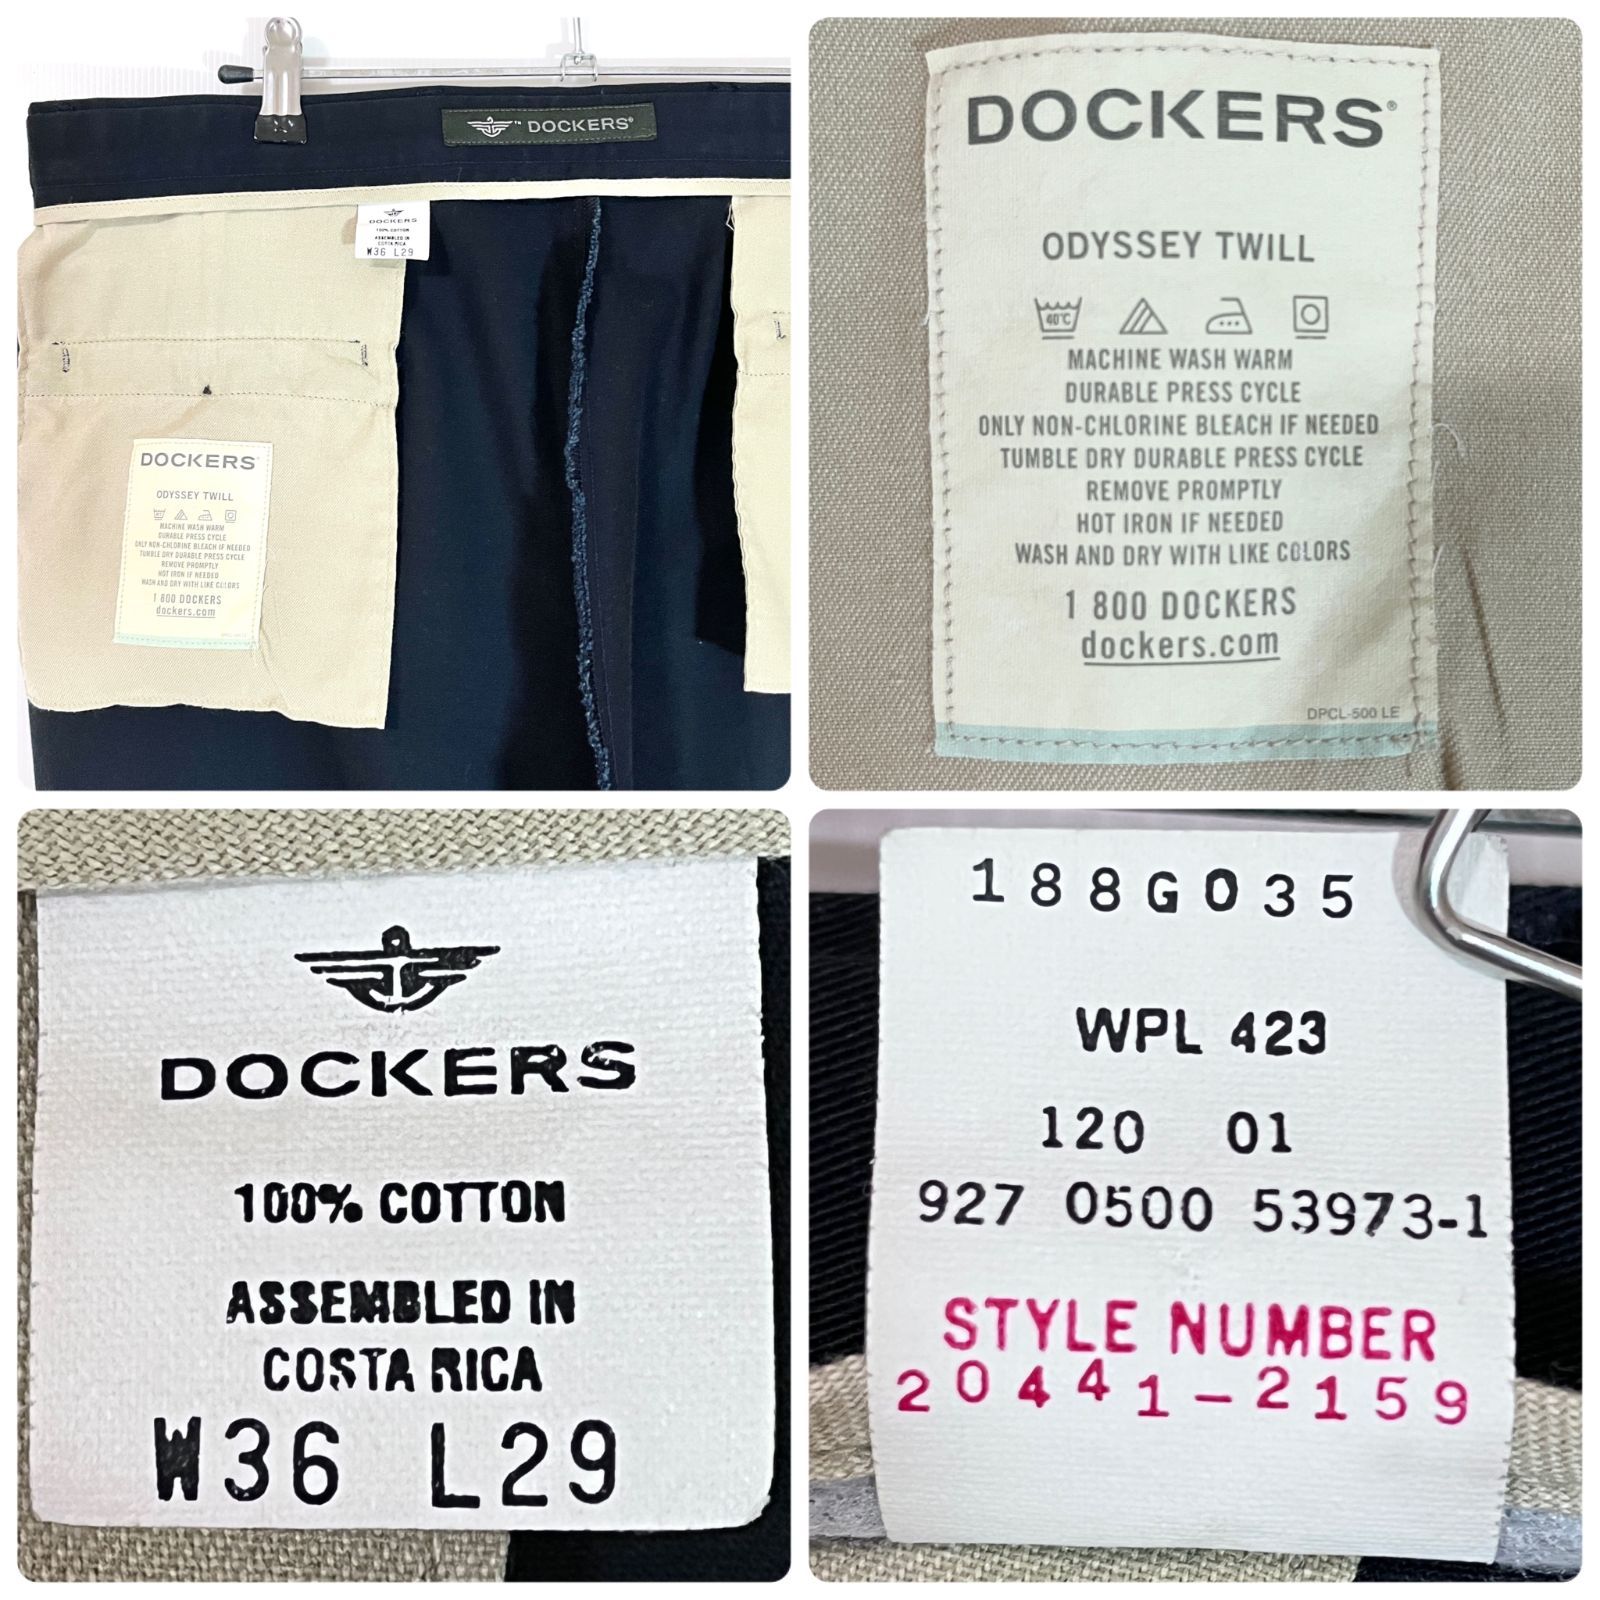 ™ DOCKERS®
DOCKERS
100% COTTON
ASSEMBLED IN
COSTA RICA
W36 L29
DOCKERS®
ODYSSEY TWILL
MACHINE WASH WARM
DURABLE PRESS CYCLE
ONLY NON-CHLORINE BLEACH IF NEEDED
TUMBLE DRY DURABLE PRESS CYCLE
REMOVE PROMPTLY
HOT IRON IF NEEDED
WASH AND DRY WITH LIKE COLORS
1 800 DOCKERS
dockers.com
DOCKERS®
ODYSSEY TWILL
40°C
MACHINE WASH WARM
DURABLE PRESS CYCLE
ONLY NON-CHLORINE BLEACH IF NEEDED
TUMBLE DRY DURABLE PRESS CYCLE
REMOVE PROMPTLY
HOT IRON IF NEEDED
WASH AND DRY WITH LIKE COLORS
1 800 DOCKERS
dockers.com
DPCL-500 LE
DOCKERS
100% COTTON
ASSEMBLED IN
COSTA RICA
W36 L29
188G035
WPL 423
120 01
927 0500 53973-1
STYLE NUMBER
20441-2159